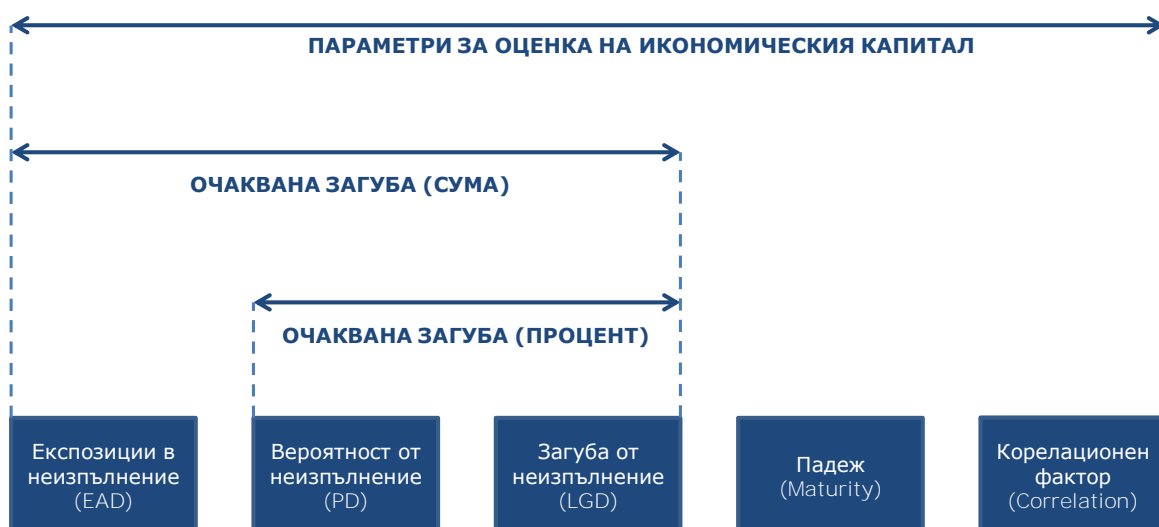 ПАРАМЕТРИ ЗА ОЦЕНКА НА ИКОНОМИЧЕСКИЯ КАПИТАЛ
ОЧАКВАНА ЗАГУБА (СУМА)
ОЧАКВАНА ЗАГУБА (ПРОЦЕНТ)
Експозиции в
неизпълнение
(EAD)
Вероятност от
неизпълнение
(PD)
Загуба от
неизпълнение
(LGD)
Падеж
(Maturity)
Корелационен
фактор
(Correlation)